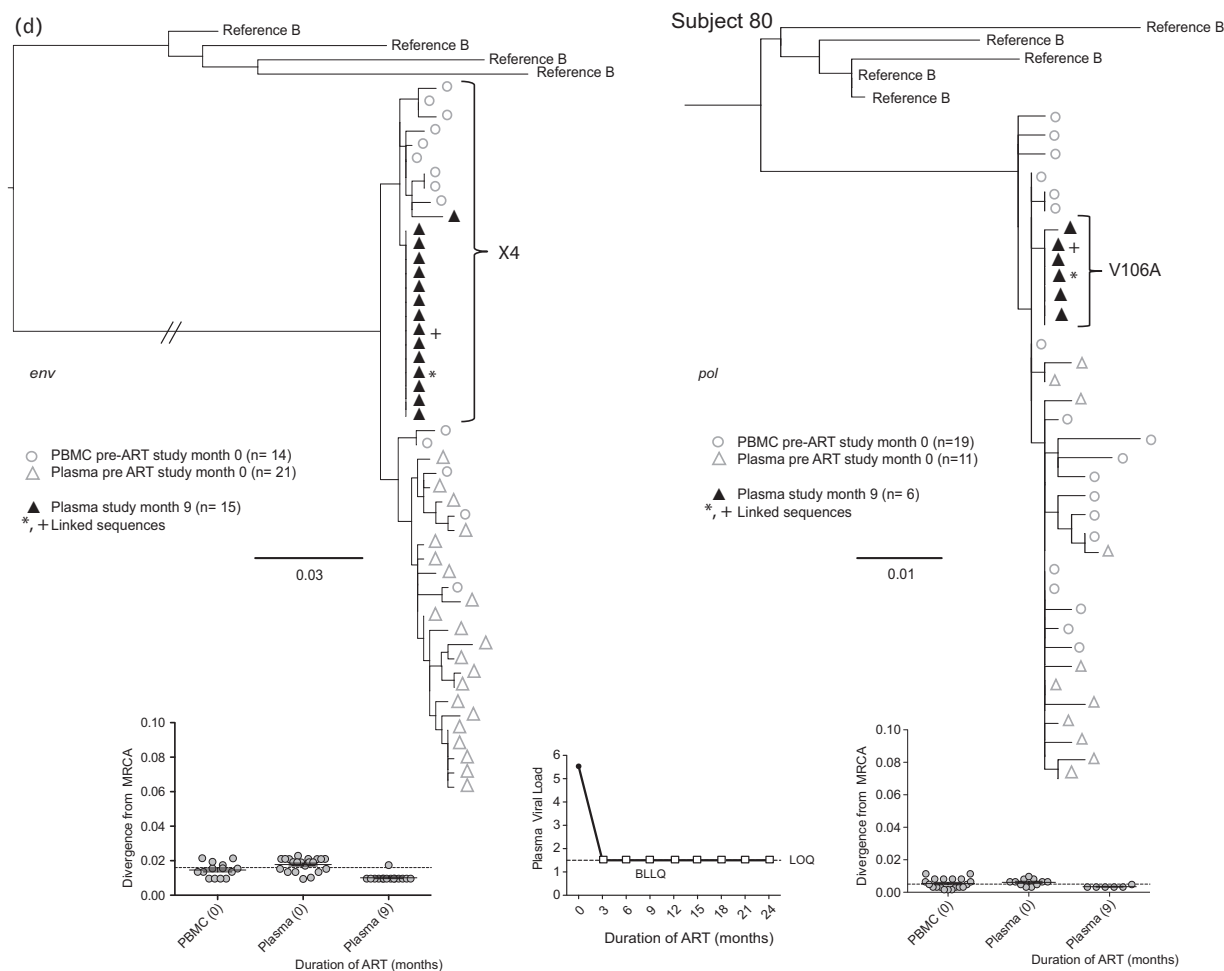 (d)
Subject 80
Reference B
Reference B
Reference B
Reference B
X4
+
*
env
PBMC pre-ART study month 0 (n= 14)
Plasma pre ART study month 0 (n= 21)
Plasma study month 9 (n= 15)
*, + Linked sequences
0.03
Reference B
Reference B
Reference B
Reference B
Reference B
+
*
V106A
pol
PBMC pre-ART study month 0 (n=19)
Plasma pre ART study month 0 (n=11)
Plasma study month 9 (n= 6)
*, + Linked sequences
0.01
Divergence from MRCA
0.10
0.08
0.06
0.04
0.02
0.00
PBMC (0)
Plasma (0)
Plasma (9)
Duration of ART (months)
Plasma Viral Load
6
5
4
3
2
1
0
LOQ
BLLQ
0 3 6 9 12 15 18 21 24
Duration of ART (months)
Divergence from MRCA
0.10
0.08
0.06
0.04
0.02
0.00
PBMC (0)
Plasma (0)
Plasma (9)
Duration of ART (months)